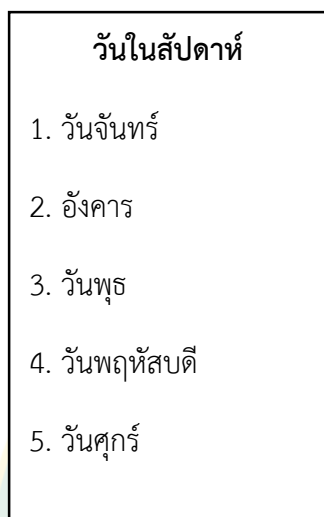 วันในสัปดาห์
1. วันจันทร์
2. อังคาร
3. วันพุธ
4. วันพฤหัสบดี
5. วันศุกร์